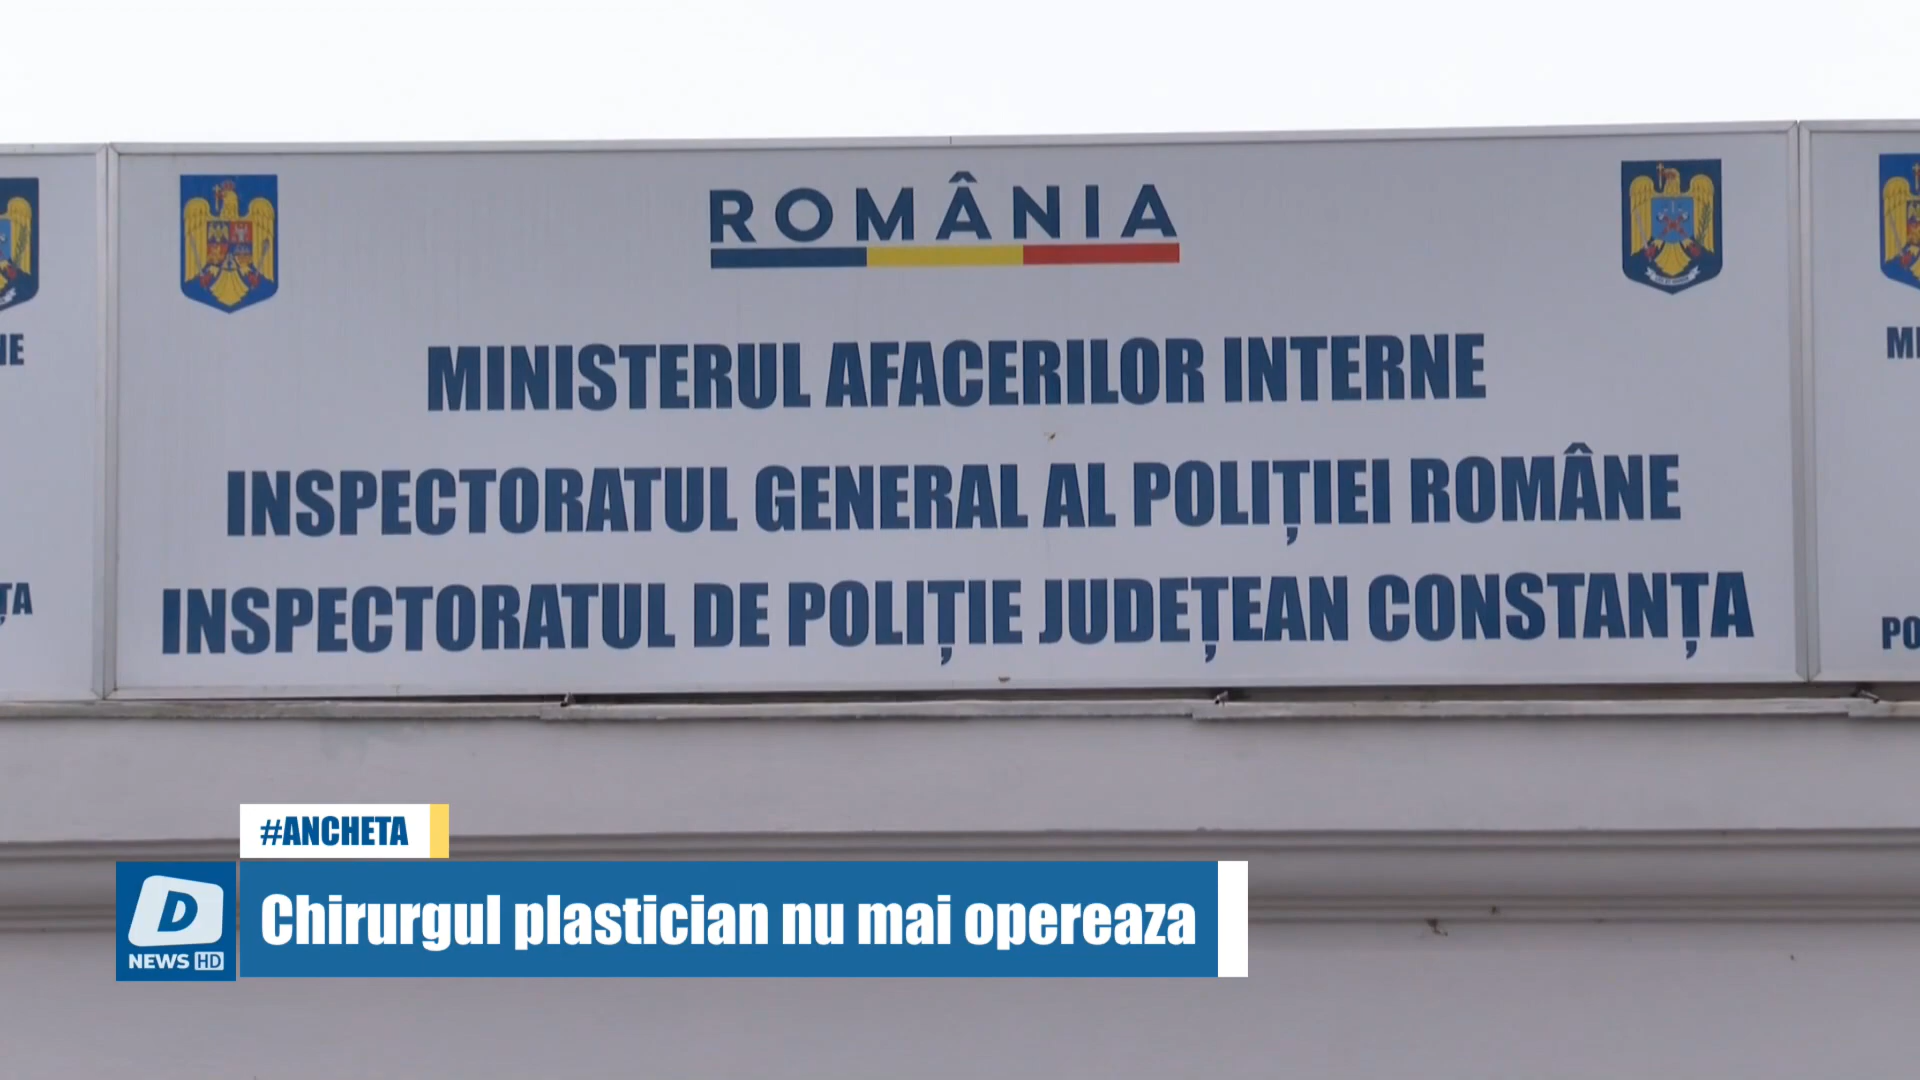 ROMÂNIA
MINISTERUL AFACERILOR INTERNE
INSPECTORATUL GENERAL AL POLIȚIEI ROMÂNE
INSPECTORATUL DE POLIȚIE JUDEȚEAN CONSTANȚA
#ANCHETA
Chirurgul plastician nu mai opereaza
D
NEWS HD